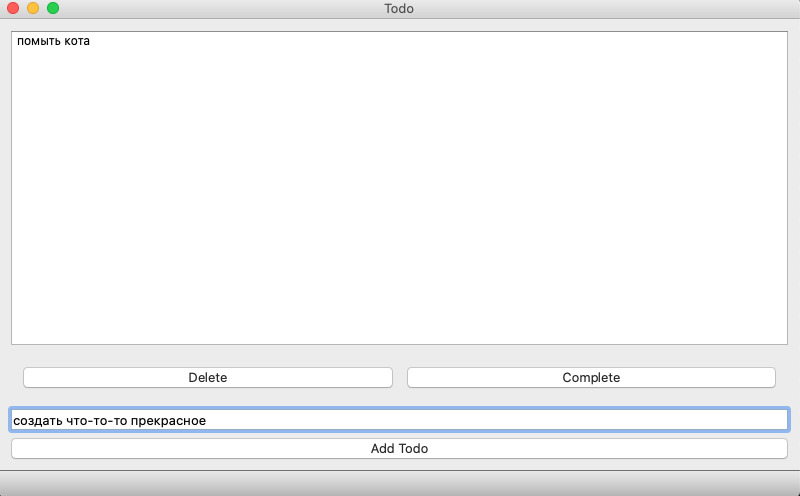 Todo
помыть кота
Delete
Complete
создать что-то-то прекрасное
Add Todo